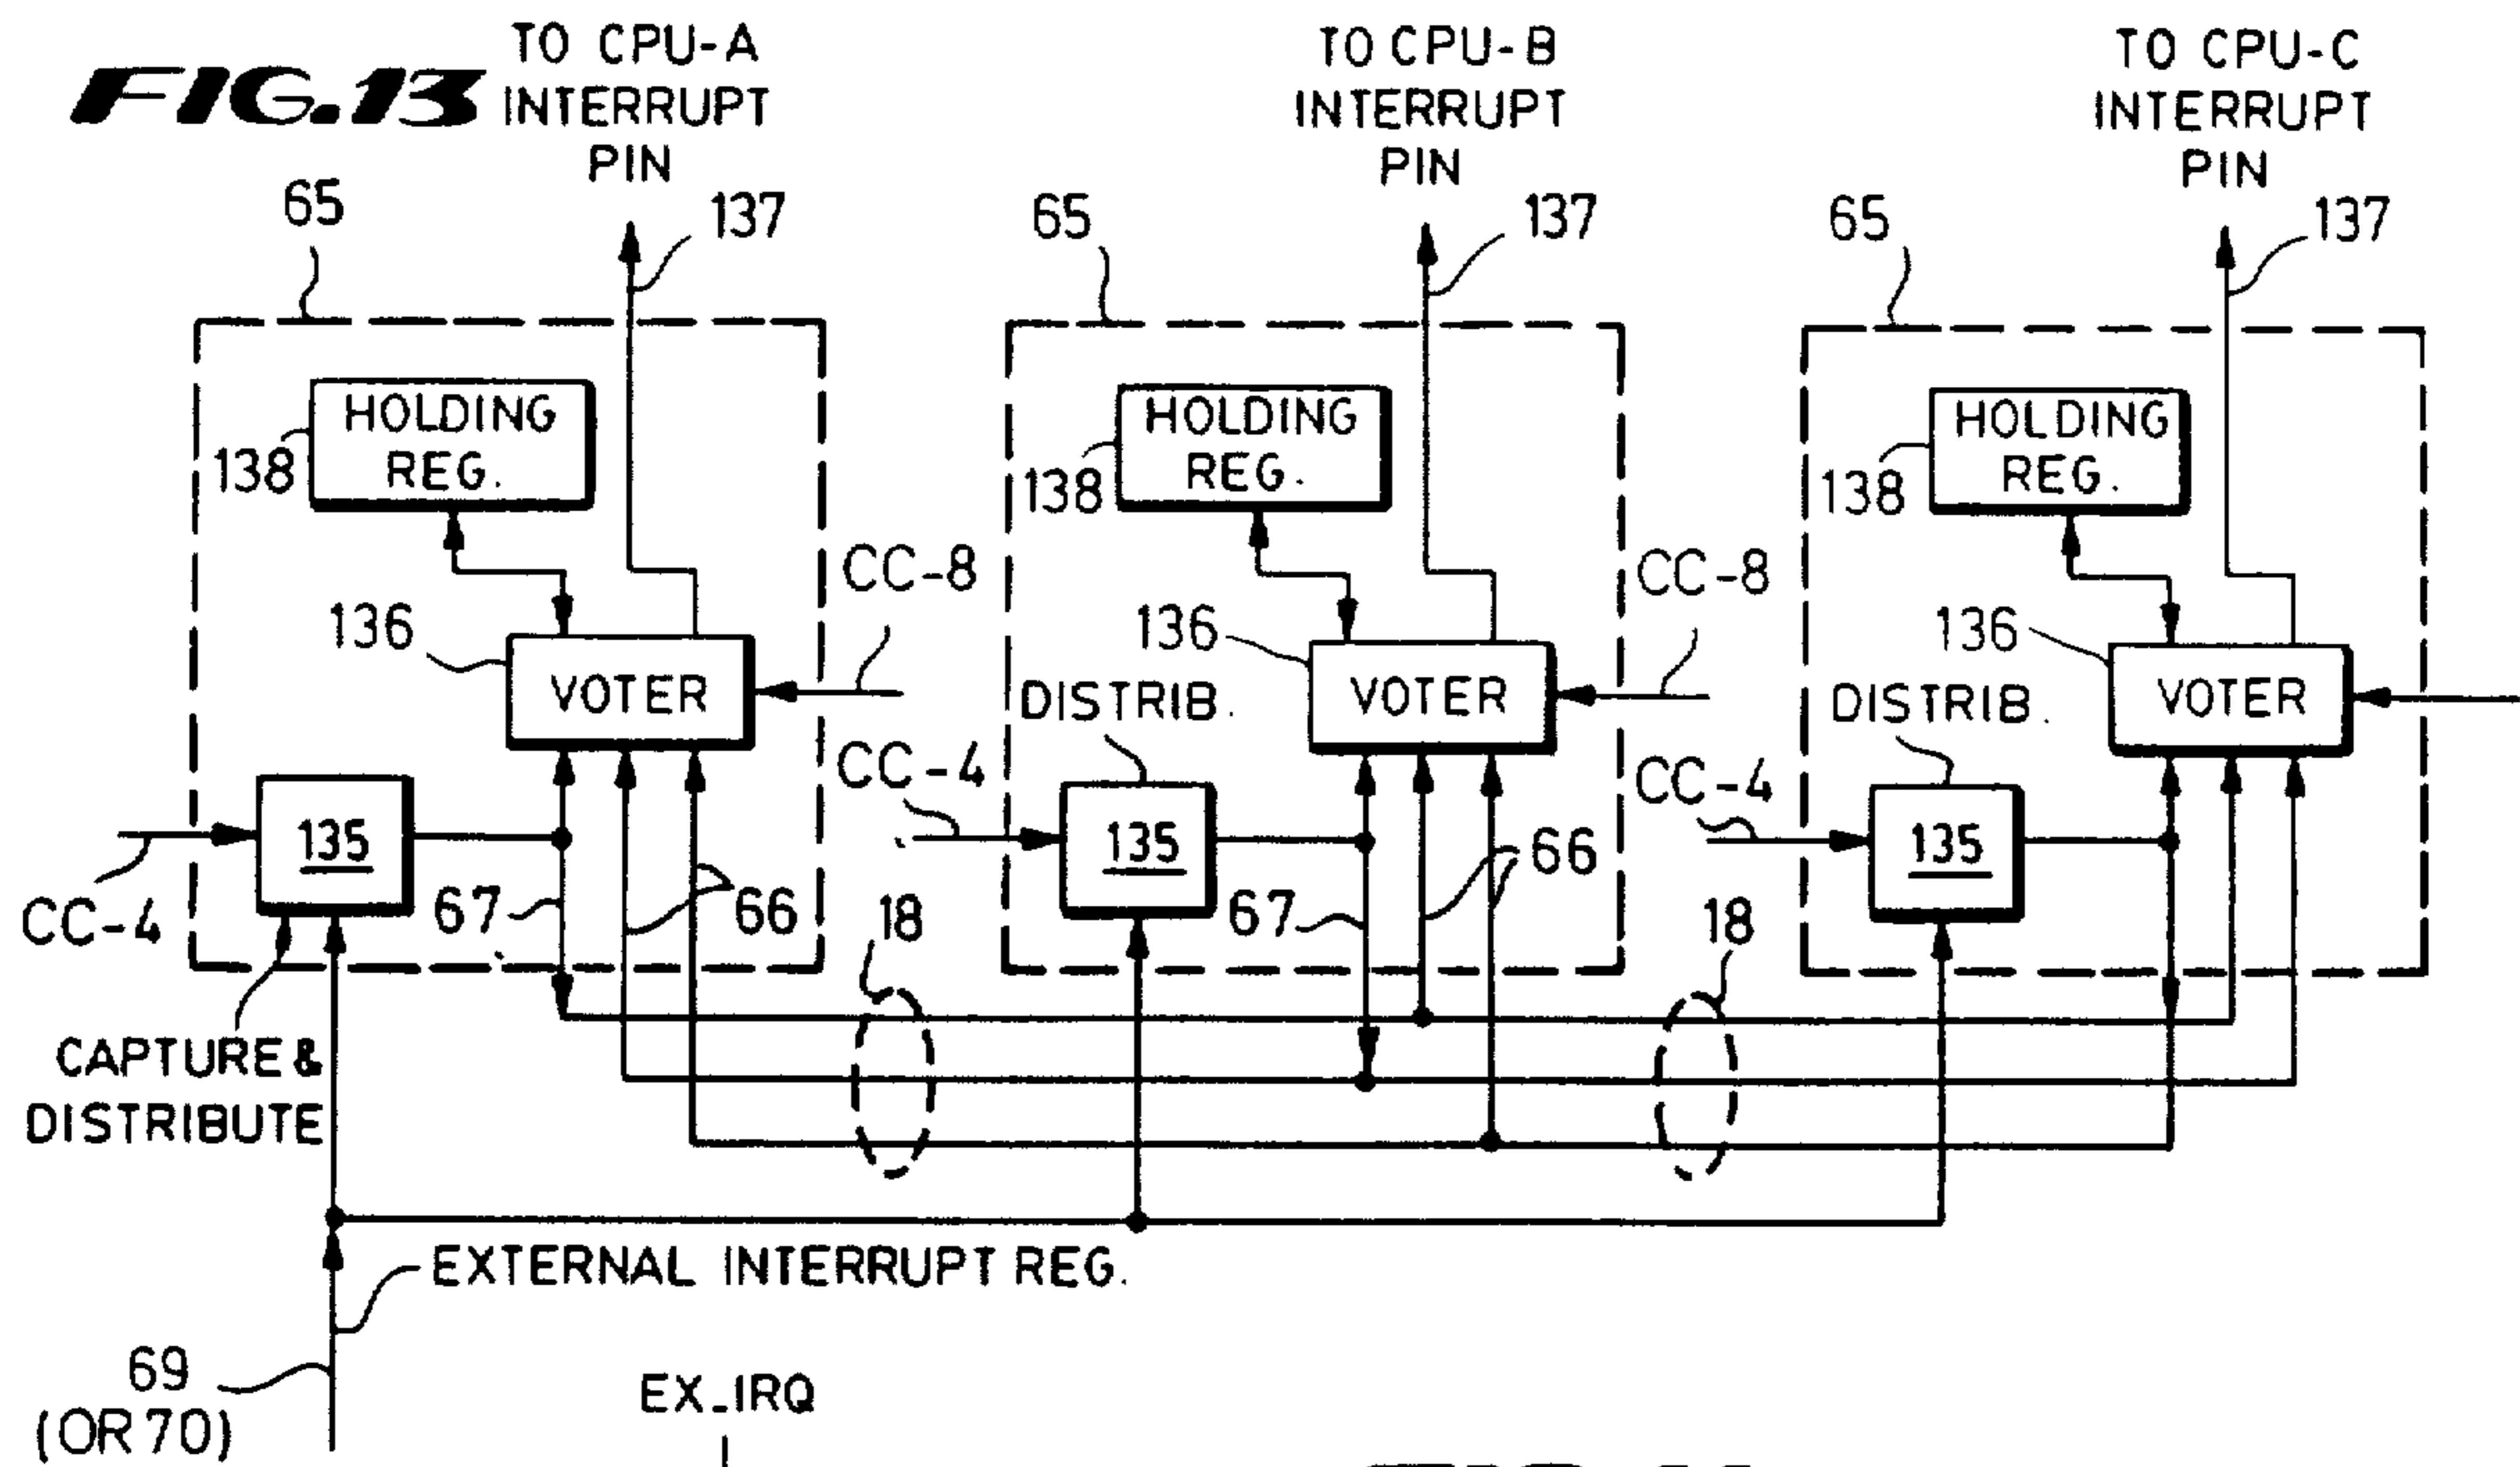 FIG.13
TO CPU-A
INTERRUPT
PIN
TO CPU-B
INTERRUPT
PIN
TO CPU-C
INTERRUPT
PIN
65
137
65
137
65
137
HOLDING
REG.
138
HOLDING
REG.
138
HOLDING
REG.
138
CC-8
CC-8
136
136
136
VOTER
DISTRIB.
VOTER
DISTRIB.
VOTER
CC-4
CC-4
135
135
135
CC-4
67
66
18
67
66
18
CAPTURE &
DISTRIBUTE
EXTERNAL INTERRUPT REG.
69
(OR 70)
EX_IRQ